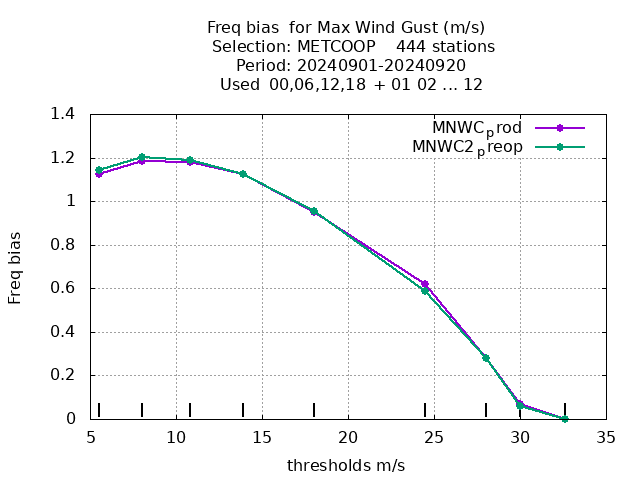 Freq bias  for Max Wind Gust (m/s)
Selection: METCOOP    444 stations
Period: 20240901-20240920
Used  00,06,12,18  + 01 02 ... 12
MNWCprod
MNWC2preop
1.4
1.2
1
0.8
0.6
0.4
0.2
0
Freq bias
5 10 15 20 25 30 35
thresholds m/s